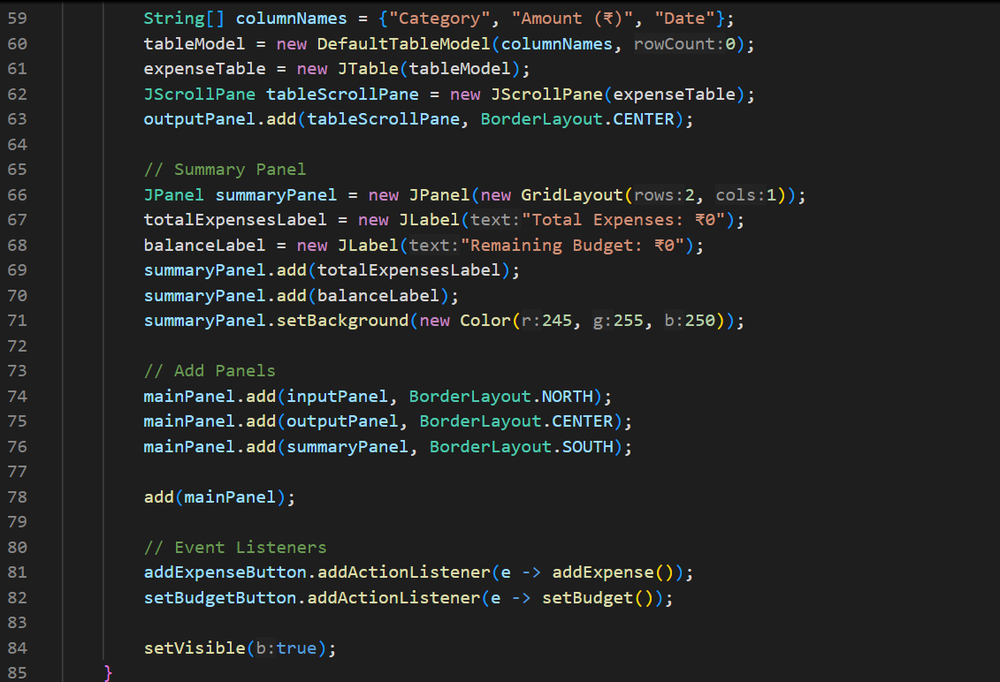 59 String[] columnNames = {"Category", "Amount (₹)", "Date"};
60 tableModel = new DefaultTableModel(columnNames, rowCount:0);
61 expenseTable = new JTable(tableModel);
62 JScrollPane tableScrollPane = new JScrollPane(expenseTable);
63 outputPanel.add(tableScrollPane, BorderLayout.CENTER);
64
65 // Summary Panel
66 JPanel summaryPanel = new JPanel(new GridLayout(rows:2, cols:1));
67 totalExpensesLabel = new JLabel(text:"Total Expenses: ₹0");
68 balanceLabel = new JLabel(text:"Remaining Budget: ₹0");
69 summaryPanel.add(totalExpensesLabel);
70 summaryPanel.add(balanceLabel);
71 summaryPanel.setBackground(new Color(r:245, g:255, b:250));
72
73 // Add Panels
74 mainPanel.add(inputPanel, BorderLayout.NORTH);
75 mainPanel.add(outputPanel, BorderLayout.CENTER);
76 mainPanel.add(summaryPanel, BorderLayout.SOUTH);
77
78 add(mainPanel);
79
80 // Event Listeners
81 addExpenseButton.addActionListener(e -> addExpense());
82 setBudgetButton.addActionListener(e -> setBudget());
83
84 setVisible(b:true);
85 }